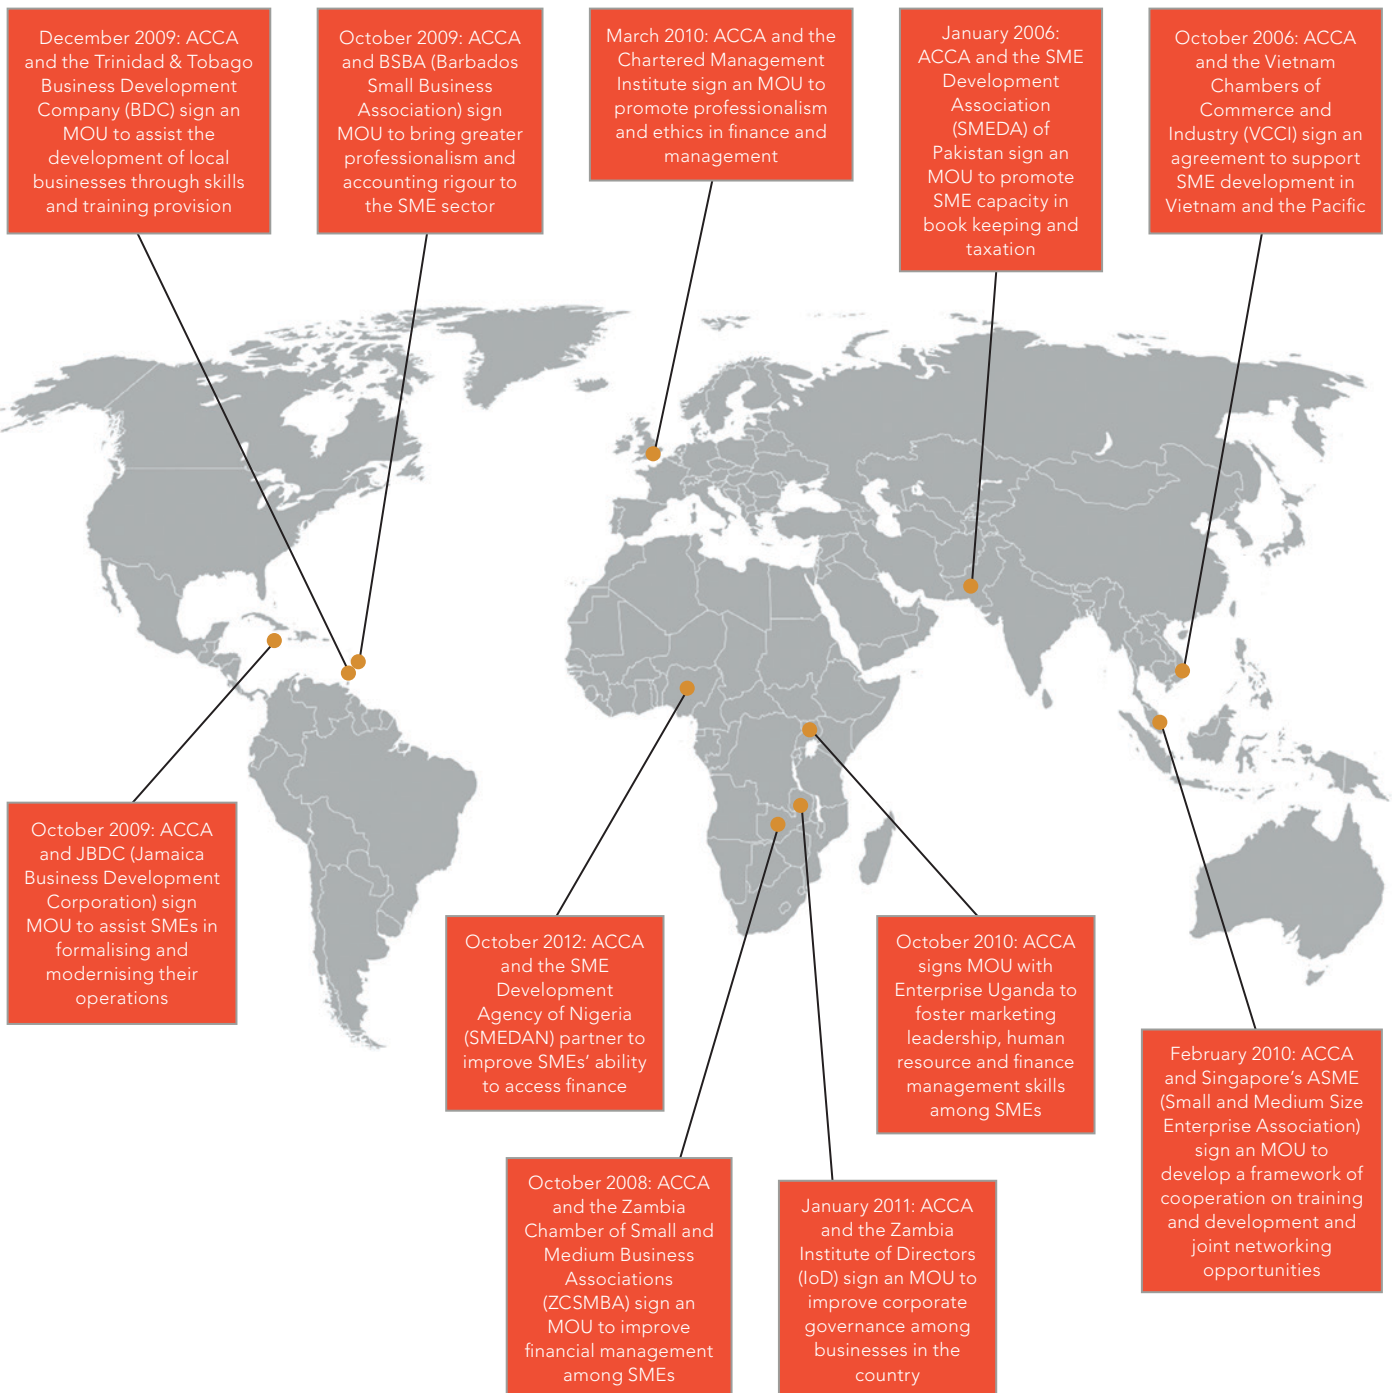 December 2009: ACCA
and the Trinidad & Tobago
Business Development
Company (BDC) sign an
MOU to assist the
development of local
businesses through skills
and training provision
October 2009: ACCA
and BSBA (Barbados
Small Business
Association) sign
MOU to bring greater
professionalism and
accounting rigour to
the SME sector
March 2010: ACCA and the
Chartered Management
Institute sign an MOU to
promote professionalism
and ethics in finance and
management
January 2006:
ACCA and the SME
Development
Association
(SMEDA) of
Pakistan sign an
MOU to promote
SME capacity in
book keeping and
taxation
October 2006: ACCA
and the Vietnam
Chambers of
Commerce and
Industry (VCCI) sign an
agreement to support
SME development in
Vietnam and the Pacific
October 2009: ACCA
and JBDC (Jamaica
Business Development
Corporation) sign
MOU to assist SMEs in
formalising and
modernising their
operations
October 2012: ACCA
and the SME
Development
Agency of Nigeria
(SMEDAN) partner to
improve SMEs’ ability
to access finance
October 2010: ACCA
signs MOU with
Enterprise Uganda to
foster marketing
leadership, human
resource and finance
management skills
among SMEs
February 2010: ACCA
and Singapore’s ASME
(Small and Medium Size
Enterprise Association)
sign an MOU to
develop a framework of
cooperation on training
and development and
joint networking
opportunities
October 2008: ACCA
and the Zambia
Chamber of Small and
Medium Business
Associations
(ZCSMBA) sign an
MOU to improve
financial management
among SMEs
January 2011: ACCA
and the Zambia
Institute of Directors
(IoD) sign an MOU to
improve corporate
governance among
businesses in the
country